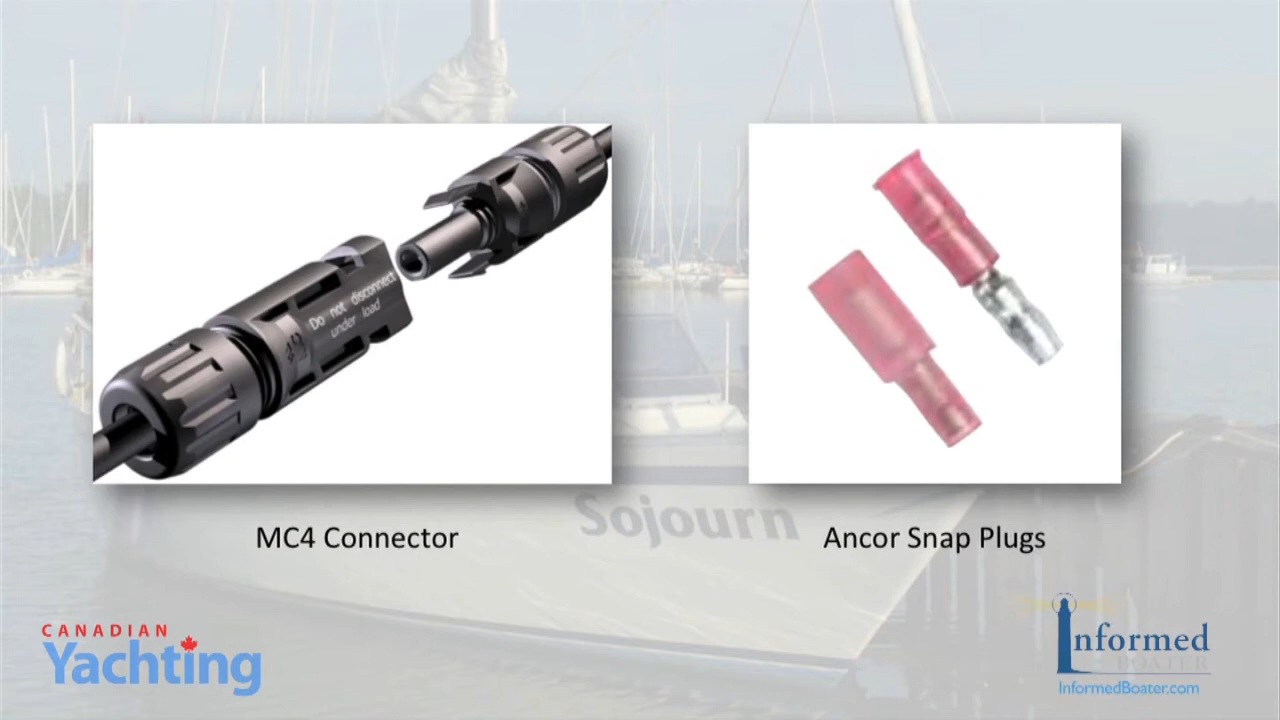 Do not disconnect
under load
Sojourn
MC4 Connector
Ancor Snap Plugs
CANADIAN
Yachting
Informed
BOATER
InformedBoater.com